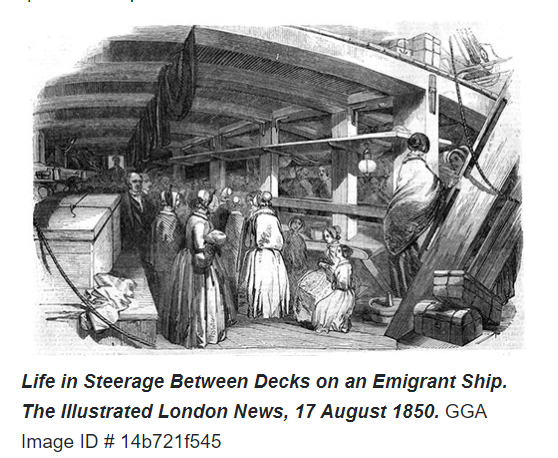 Life in Steerage Between Decks on an Emigrant Ship.
The Illustrated London News, 17 August 1850. GGA
Image ID # 14b721f545